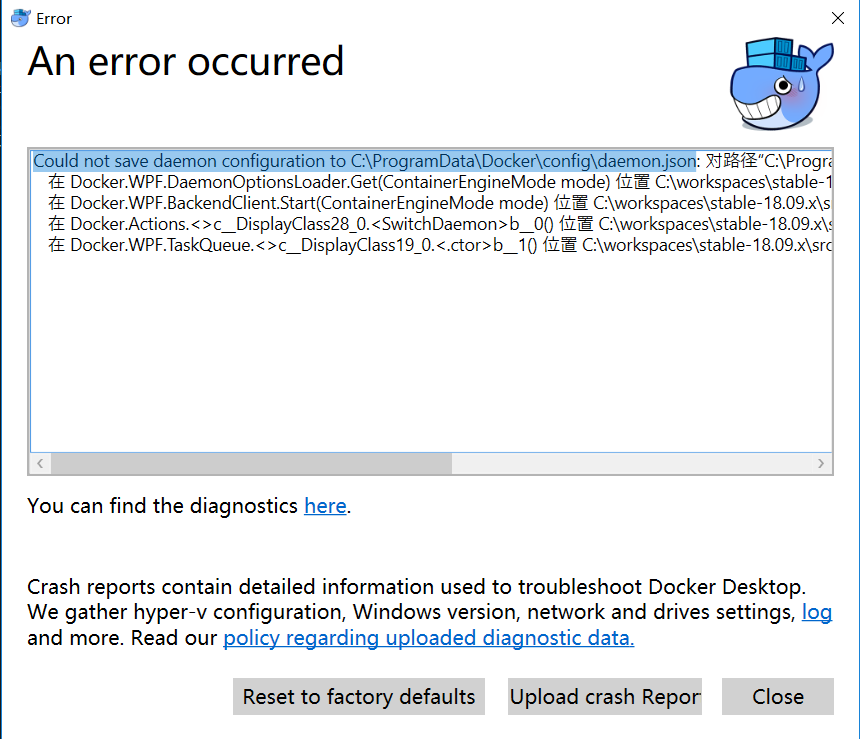 Error
An error occurred
Could not save daemon configuration to C:\ProgramData\Docker\config\daemon.json: 对路径“C:\Progra
在 Docker.WPF.DaemonOptionsLoader.Get(ContainerEngineMode mode) 位置 C:\workspaces\stable-1
在 Docker.WPF.BackendClient.Start(ContainerEngineMode mode) 位置 C:\workspaces\stable-18.09.x\s
在 Docker.Actions.<>c__DisplayClass28_0.<SwitchDaemon>b__0() 位置 C:\workspaces\stable-18.09.x\s
在 Docker.WPF.TaskQueue.<>c__DisplayClass19_0.<.ctor>b__1() 位置 C:\workspaces\stable-18.09.x\src
You can find the diagnostics here.
Crash reports contain detailed information used to troubleshoot Docker Desktop.
We gather hyper-v configuration, Windows version, network and drives settings, log
and more. Read our policy regarding uploaded diagnostic data.
Reset to factory defaults
Upload crash Repor
Close